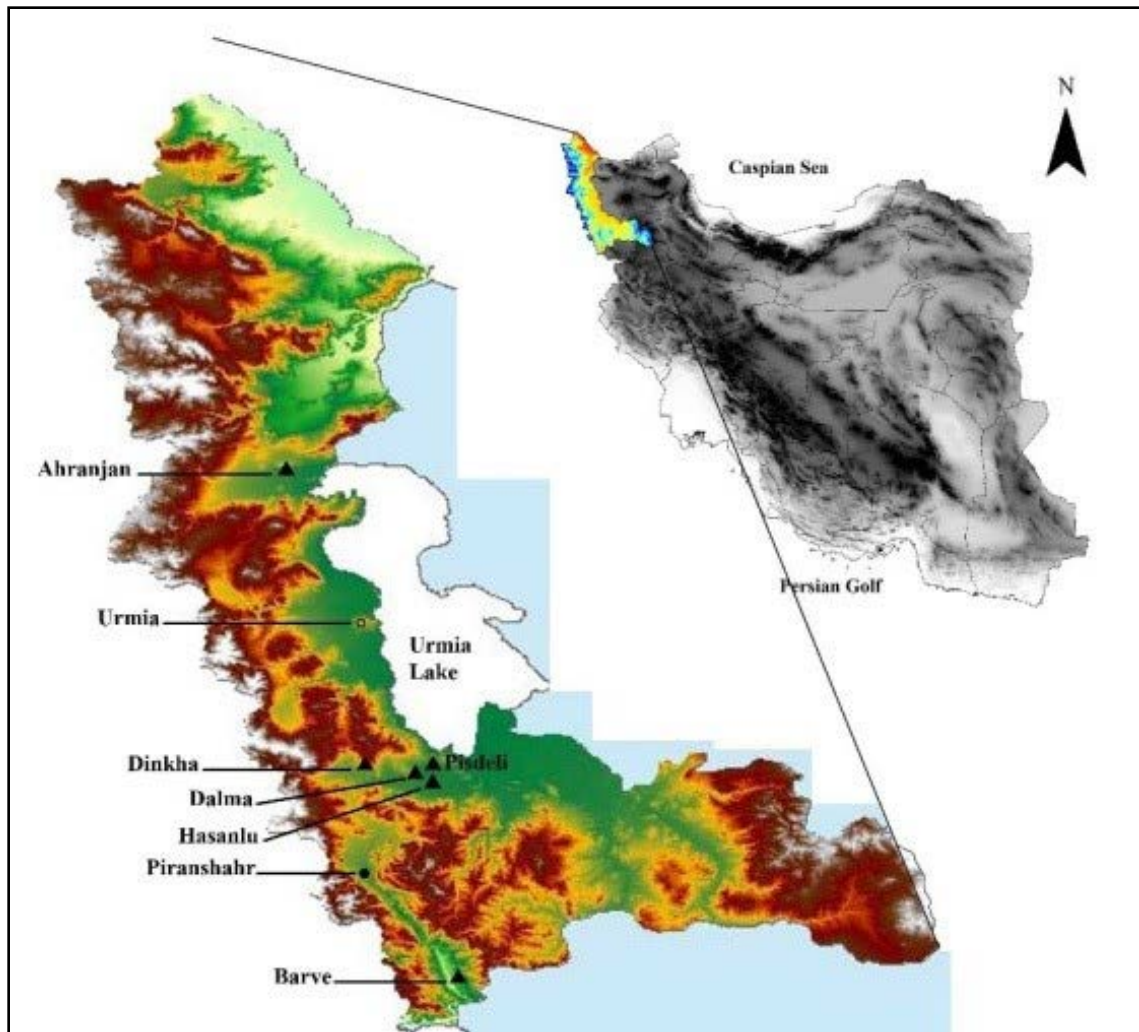 N
Caspian Sea
Persian Golf
Ahranjan
Urmia
Urmia
Lake
Dinkha
Pisdeli
Dalma
Hasanlu
Piranshahr
Barve